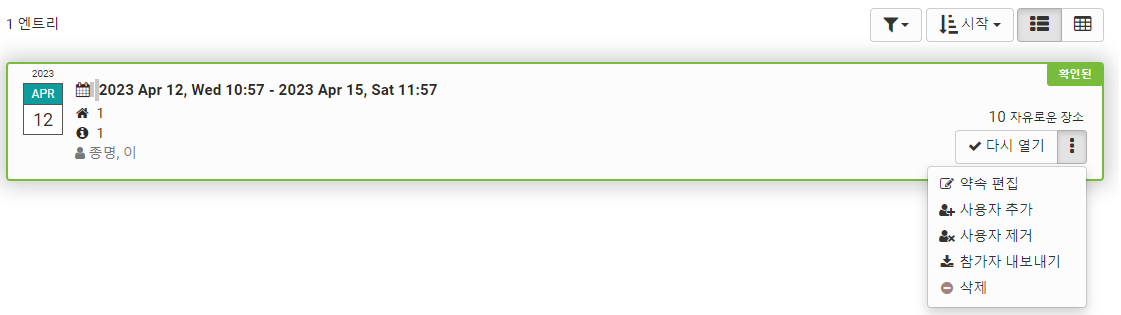 1 엔트리
시작
2023
APR
12
2023 Apr 12, Wed 10:57 - 2023 Apr 15, Sat 11:57
확인된
1
1
종명, 이
10 자유로운 장소
다시 열기
약속 편집
사용자 추가
사용자 제거
참가자 내보내기
삭제